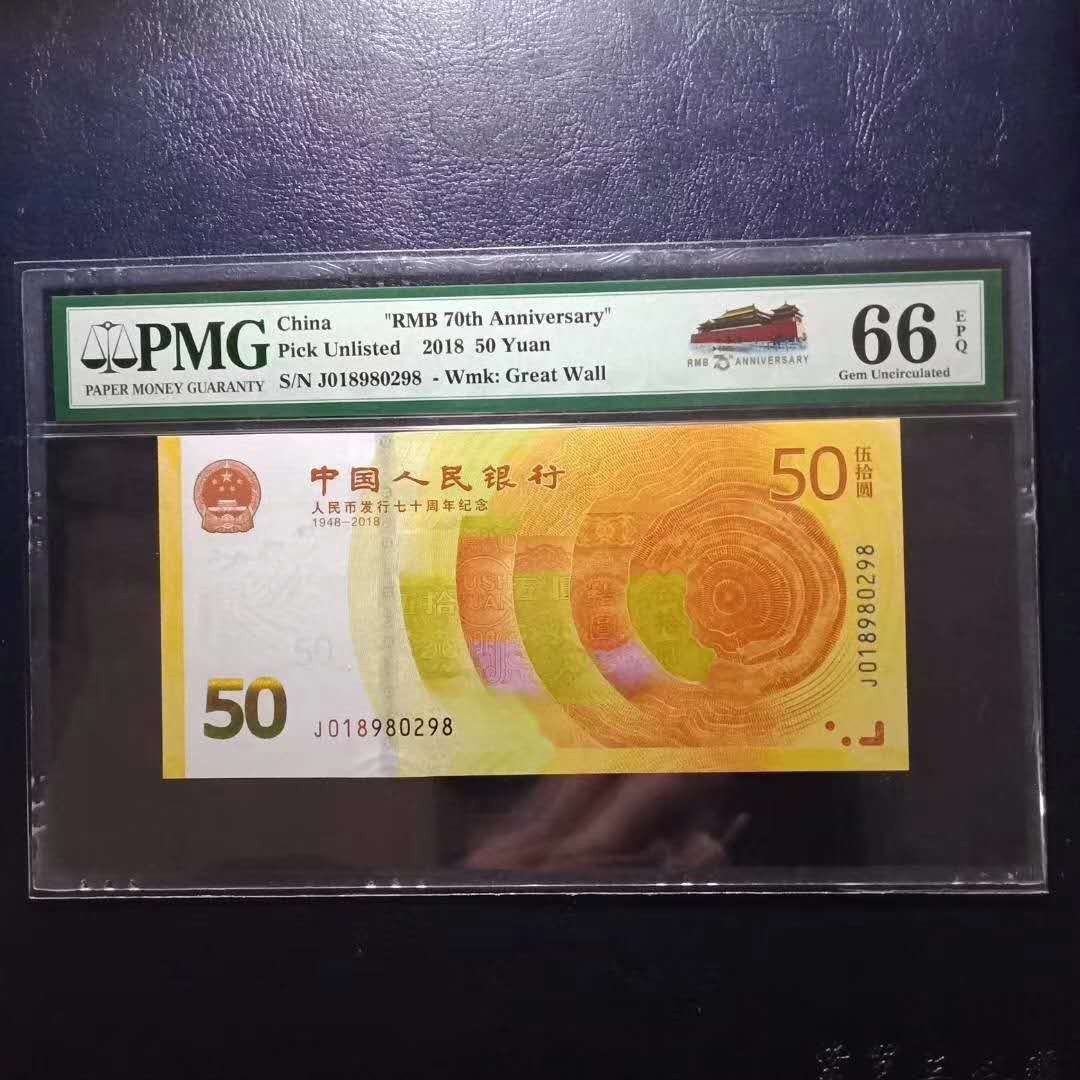 PMG
PAPER MONEY GUARANTY
China "RMB 70th Anniversary"
Pick Unlisted 2018 50 Yuan
S/N J018980298 - Wmk: Great Wall
RMB 70th ANNIVERSARY
66
EPQ
Gem Uncirculated
中国人民银行
人民币发行七十周年纪念
1948-2018
50
伍拾圆
J018980298
50
50
J018980298